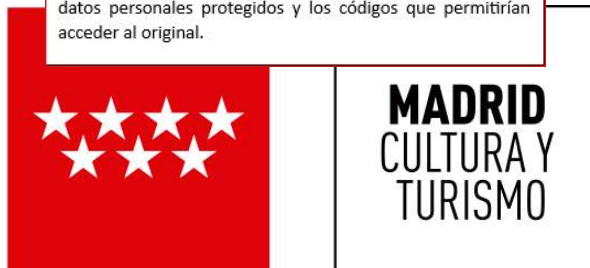 datos personales protegidos y los códigos que permitirían
acceder al original.
MADRID
CULTURA Y
TURISMO